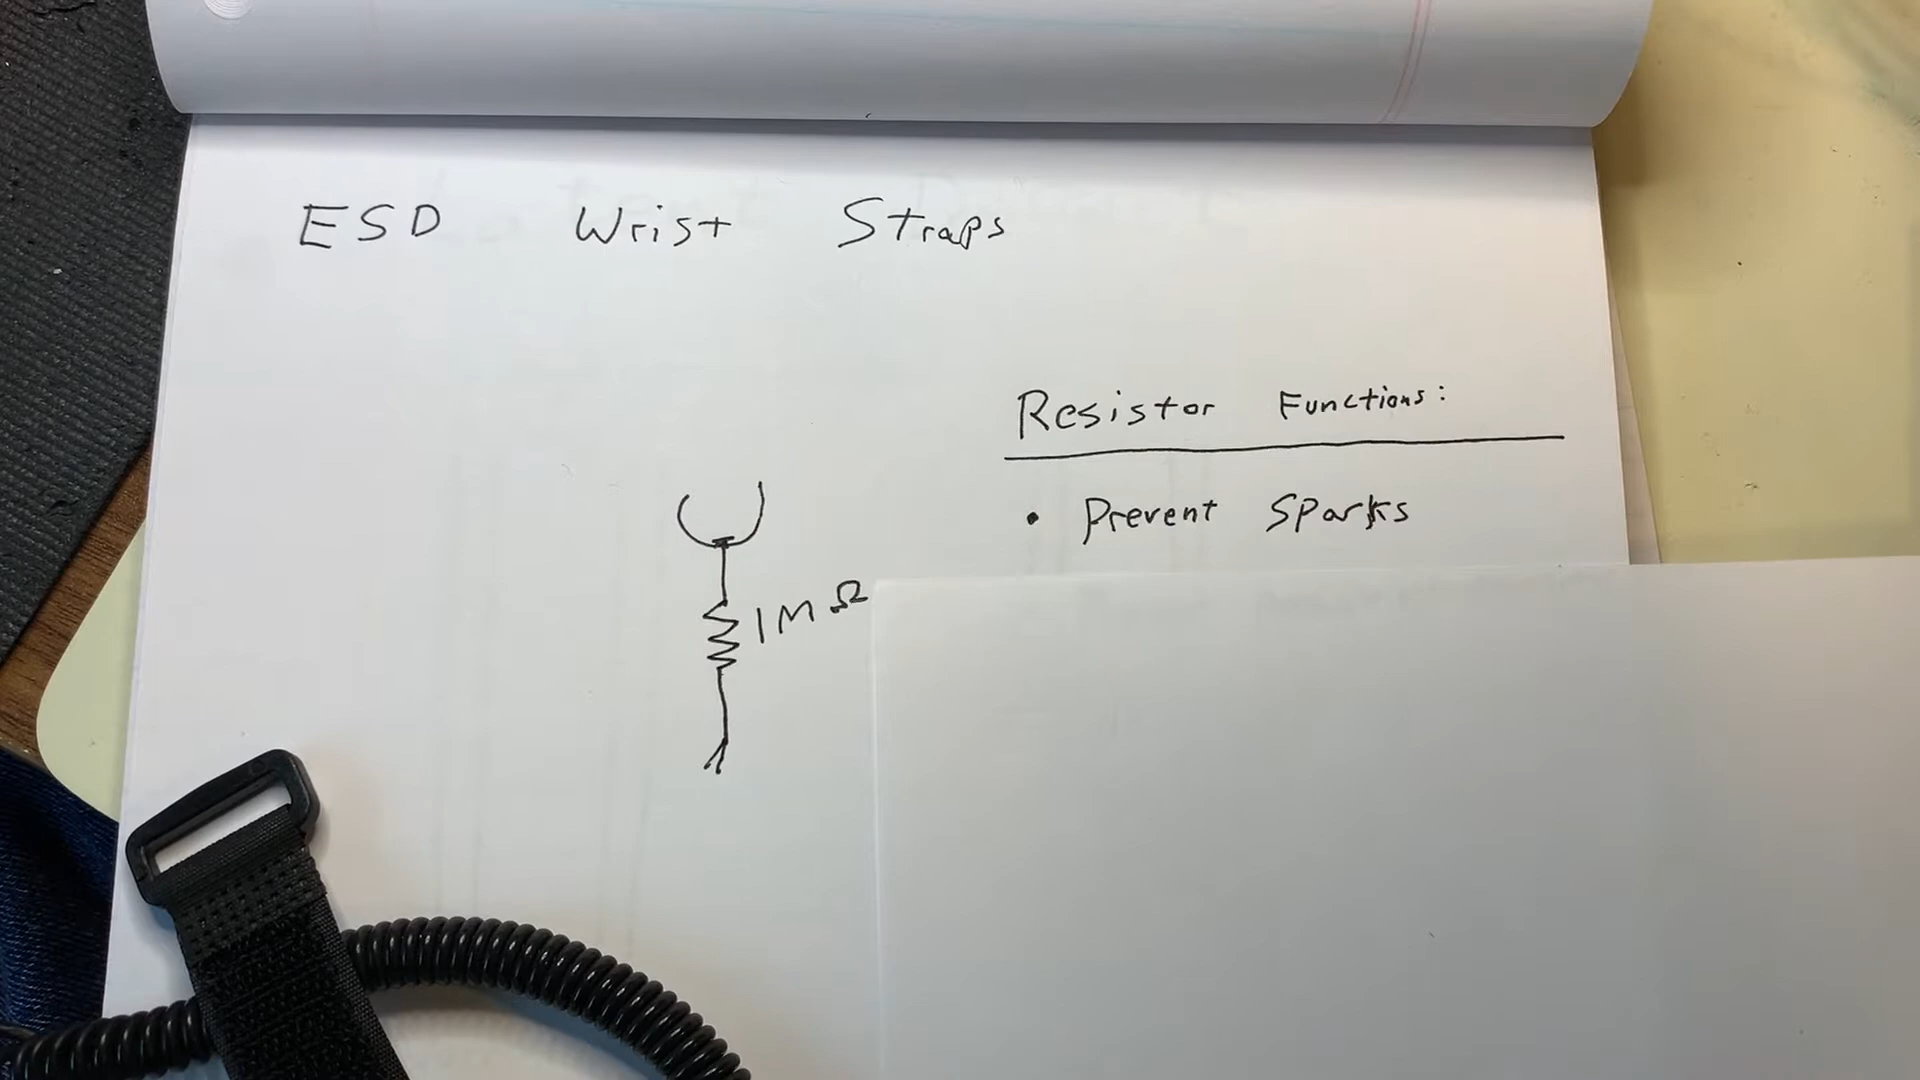 ESD Wrist Straps
Resistor Functions:
• Prevent Sparks
1MΩ